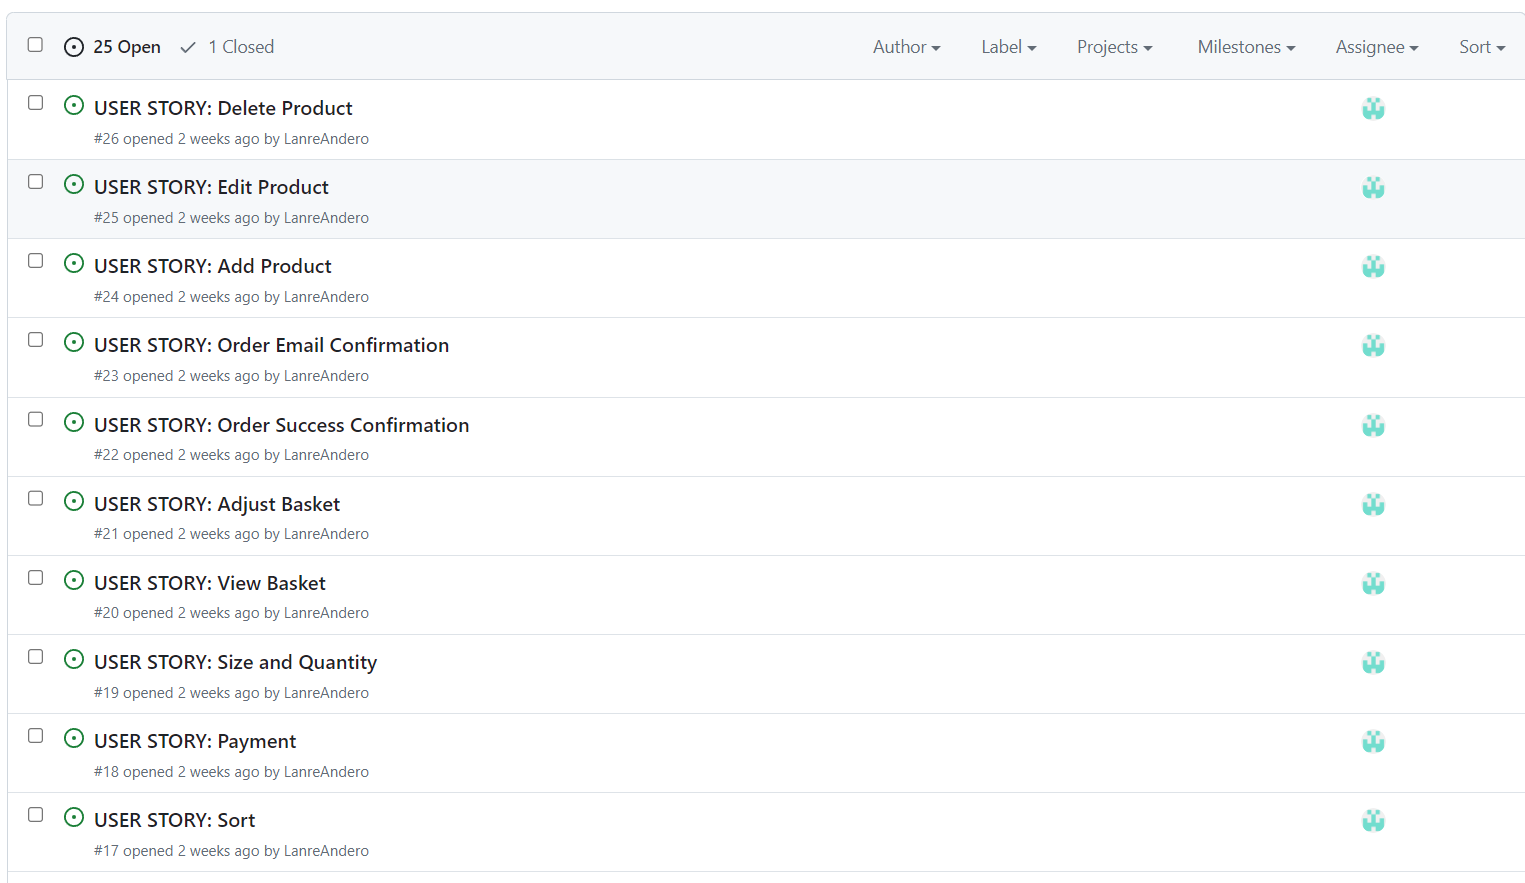 25 Open 1 Closed Author Label Projects Milestones Assignee Sort
USER STORY: Delete Product
#26 opened 2 weeks ago by LanreAndero
USER STORY: Edit Product
#25 opened 2 weeks ago by LanreAndero
USER STORY: Add Product
#24 opened 2 weeks ago by LanreAndero
USER STORY: Order Email Confirmation
#23 opened 2 weeks ago by LanreAndero
USER STORY: Order Success Confirmation
#22 opened 2 weeks ago by LanreAndero
USER STORY: Adjust Basket
#21 opened 2 weeks ago by LanreAndero
USER STORY: View Basket
#20 opened 2 weeks ago by LanreAndero
USER STORY: Size and Quantity
#19 opened 2 weeks ago by LanreAndero
USER STORY: Payment
#18 opened 2 weeks ago by LanreAndero
USER STORY: Sort
#17 opened 2 weeks ago by LanreAndero